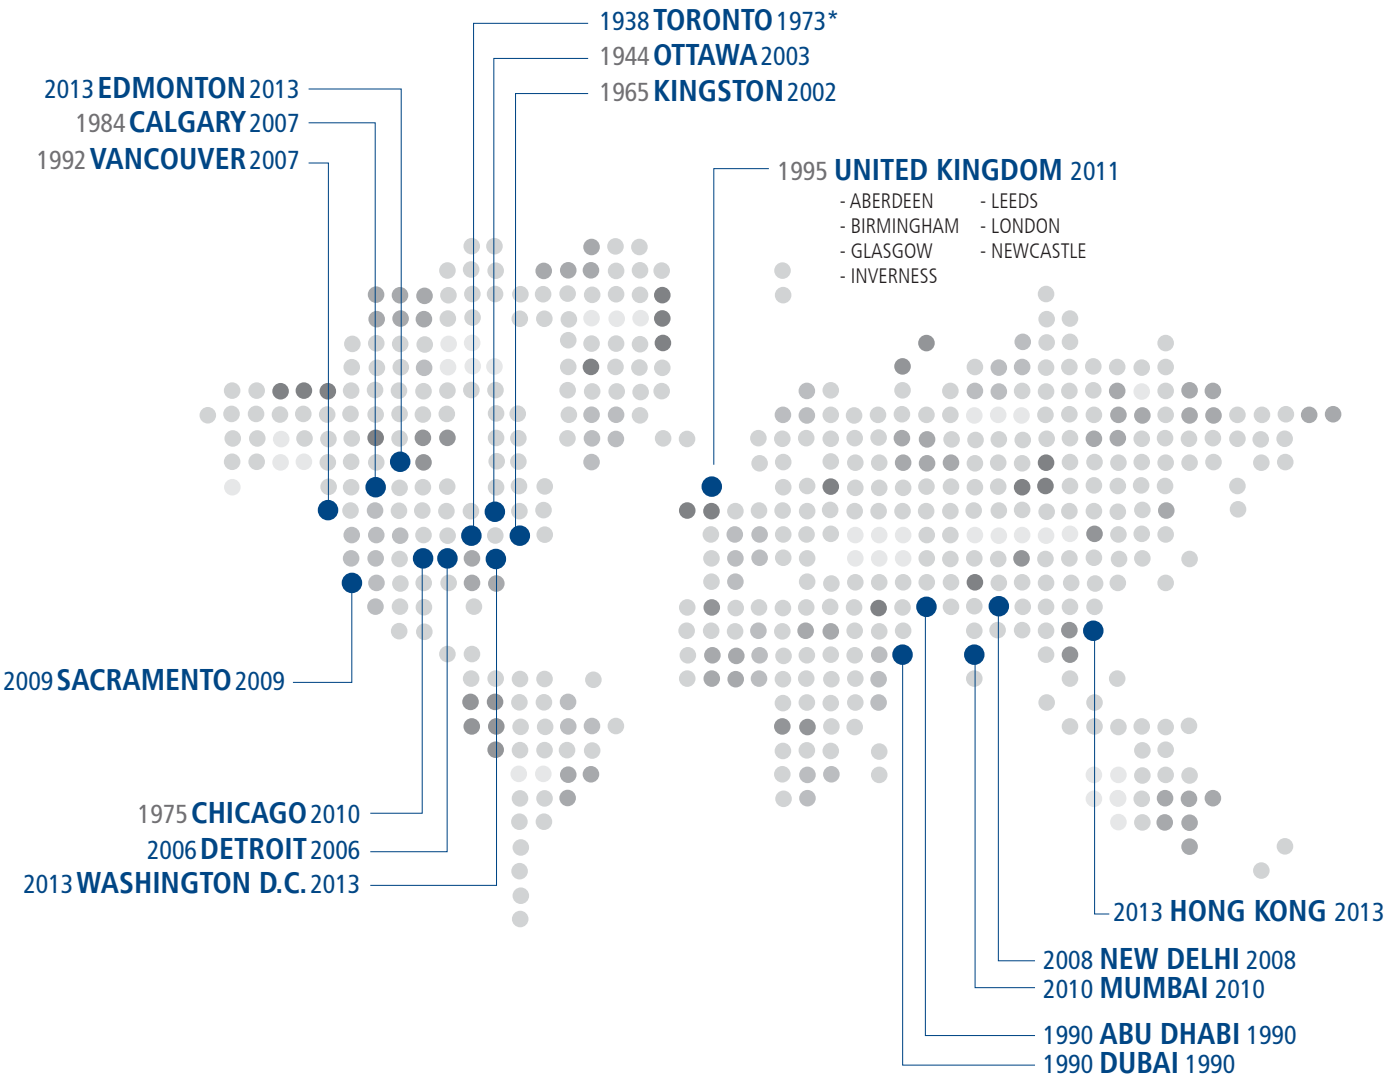 1938 TORONTO 1973*
1944 OTTAWA 2003
1965 KINGSTON 2002
2013 EDMONTON 2013
1984 CALGARY 2007
1992 VANCOUVER 2007
1995 UNITED KINGDOM 2011
- ABERDEEN - LEEDS
- BIRMINGHAM - LONDON
- GLASGOW - NEWCASTLE
- INVERNESS
2009 SACRAMENTO 2009
1975 CHICAGO 2010
2006 DETROIT 2006
2013 WASHINGTON D.C. 2013
2013 HONG KONG 2013
2008 NEW DELHI 2008
2010 MUMBAI 2010
1990 ABU DHABI 1990
1990 DUBAI 1990